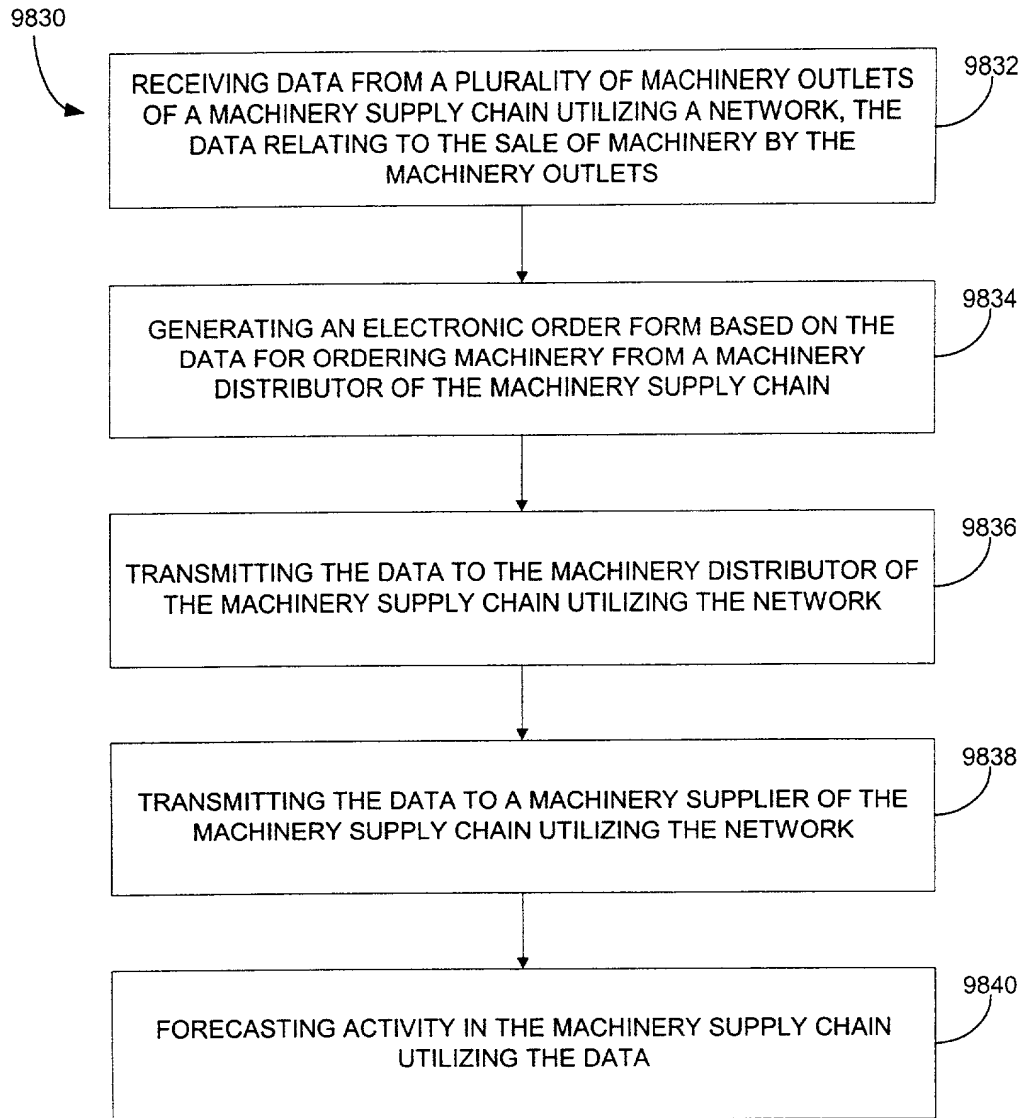 9830
9832
RECEIVING DATA FROM A PLURALITY OF MACHINERY OUTLETS
OF A MACHINERY SUPPLY CHAIN UTILIZING A NETWORK, THE
DATA RELATING TO THE SALE OF MACHINERY BY THE
MACHINERY OUTLETS
9834
GENERATING AN ELECTRONIC ORDER FORM BASED ON THE
DATA FOR ORDERING MACHINERY FROM A MACHINERY
DISTRIBUTOR OF THE MACHINERY SUPPLY CHAIN
9836
TRANSMITTING THE DATA TO THE MACHINERY DISTRIBUTOR OF
THE MACHINERY SUPPLY CHAIN UTILIZING THE NETWORK
9838
TRANSMITTING THE DATA TO A MACHINERY SUPPLIER OF THE
MACHINERY SUPPLY CHAIN UTILIZING THE NETWORK
9840
FORECASTING ACTIVITY IN THE MACHINERY SUPPLY CHAIN
UTILIZING THE DATA